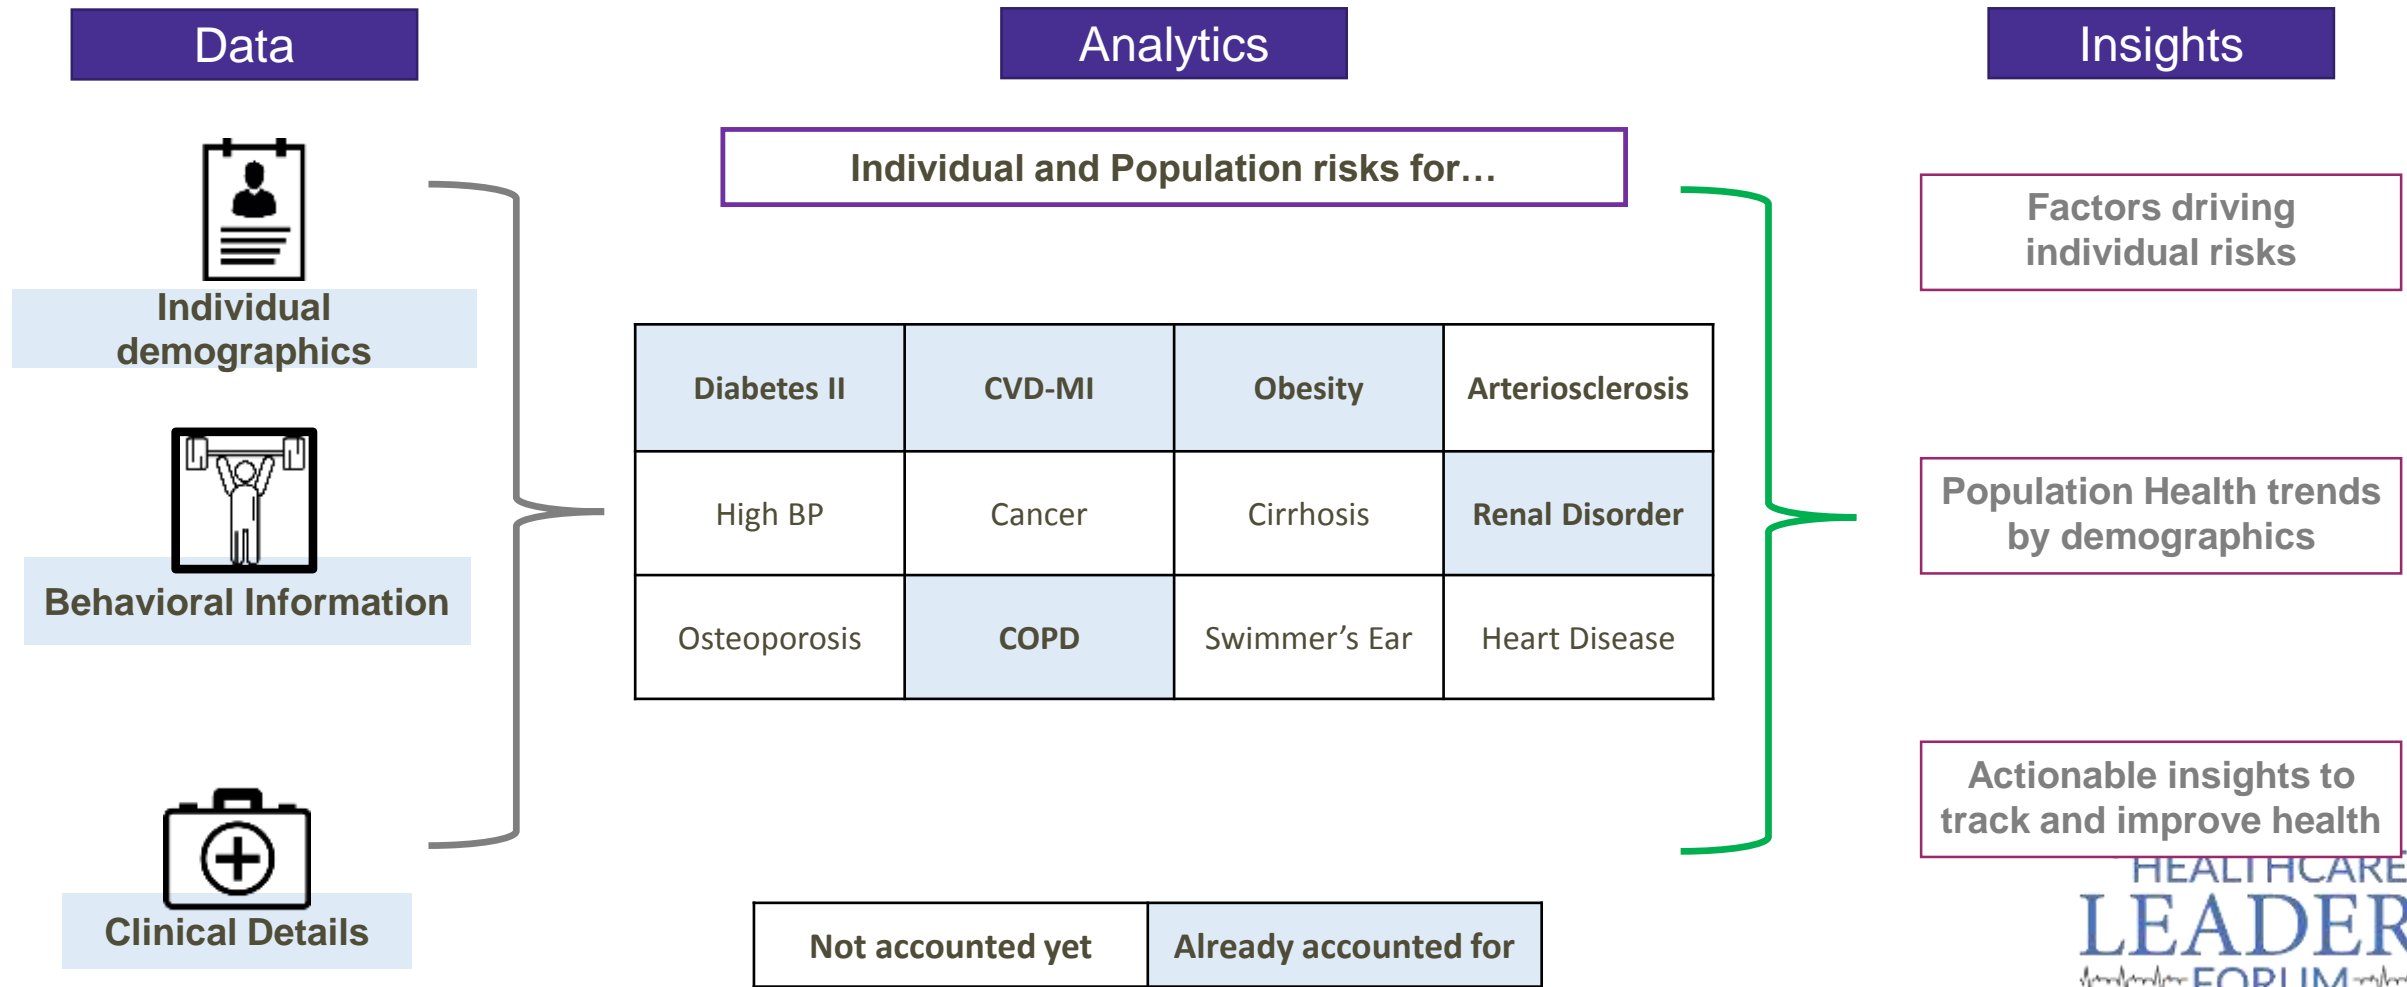 Data
Analytics
Insights
Individual
demographics
Behavioral Information
Clinical Details
Individual and Population risks for…
Diabetes II
CVD-MI
Obesity
Arteriosclerosis
High BP
Cancer
Cirrhosis
Renal Disorder
Osteoporosis
COPD
Swimmer’s Ear
Heart Disease
Not accounted yet
Already accounted for
Factors driving
individual risks
Population Health trends
by demographics
Actionable insights to
track and improve health
HEALTHCARE
LEADER
FORUM